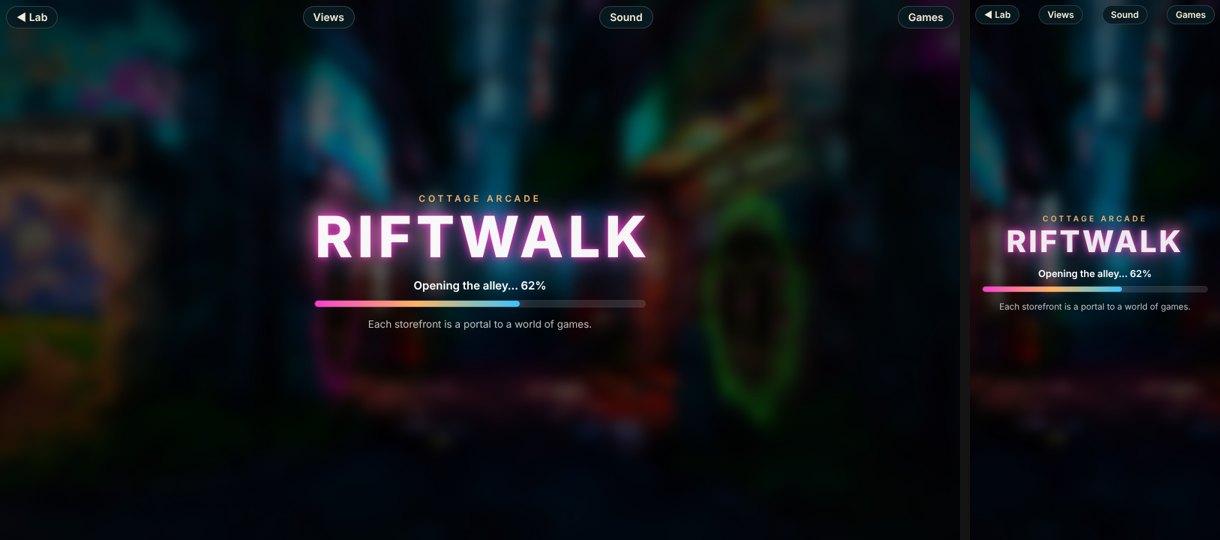 ◀ Lab
Views
Sound
Games
COTTAGE ARCADE
RIFTWALK
Opening the alley... 62%
Each storefront is a portal to a world of games.
◀ Lab
Views
Sound
Games
COTTAGE ARCADE
RIFTWALK
Opening the alley... 62%
Each storefront is a portal to a world of games.